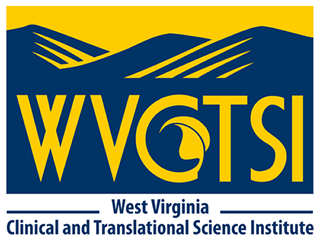 WVCTSI
West Virginia
Clinical and Translational Science Institute